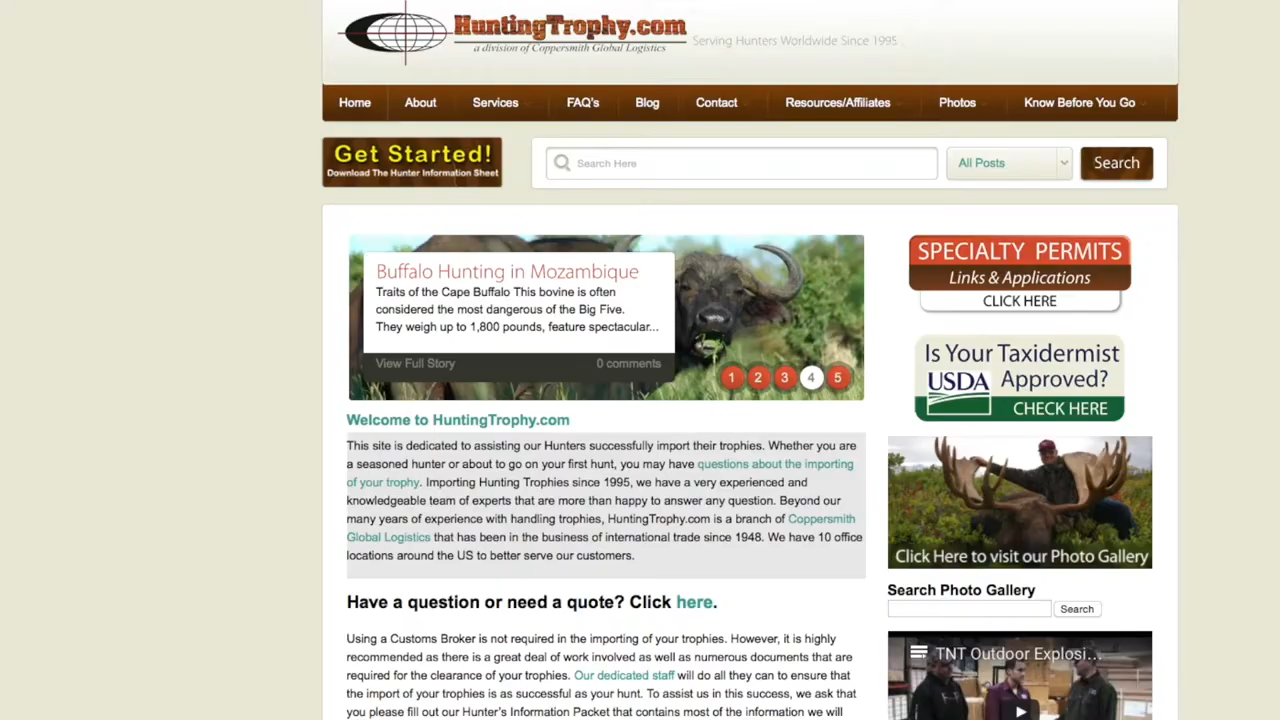 HuntingTrophy.com
a division of Coppersmith Global Logistics
Serving Hunters Worldwide Since 1995
Home About Services FAQ's Blog Contact Resources/Affiliates Photos Know Before You Go
Get Started!
Download The Hunter Information Sheet
Search Here
All Posts
Search
Buffalo Hunting in Mozambique
Traits of the Cape Buffalo This bovine is often
considered the most dangerous of the Big Five.
They weigh up to 1,800 pounds, feature spectacular...
View Full Story 0 comments
1 2 3 4 5
Welcome to HuntingTrophy.com
This site is dedicated to assisting our Hunters successfully import their trophies. Whether you are
a seasoned hunter or about to go on your first hunt, you may have questions about the importing
of your trophy. Importing Hunting Trophies since 1995, we have a very experienced and
knowledgeable team of experts that are more than happy to answer any question. Beyond our
many years of experience with handling trophies, HuntingTrophy.com is a branch of Coppersmith
Global Logistics that has been in the business of international trade since 1948. We have 10 office
locations around the US to better serve our customers.
Have a question or need a quote? Click here.
Using a Customs Broker is not required in the importing of your trophies. However, it is highly
recommended as there is a great deal of work involved as well as numerous documents that are
required for the clearance of your trophies. Our dedicated staff will do all they can to ensure that
the import of your trophies is as successful as your hunt. To assist us in this success, we ask that
you please fill out our Hunter's Information Packet that contains most of the information we will
SPECIALTY PERMITS
Links & Applications
CLICK HERE
Is Your Taxidermist
USDA Approved?
CHECK HERE
Click Here to visit our Photo Gallery
Search Photo Gallery
Search
TNT Outdoor Explosi...